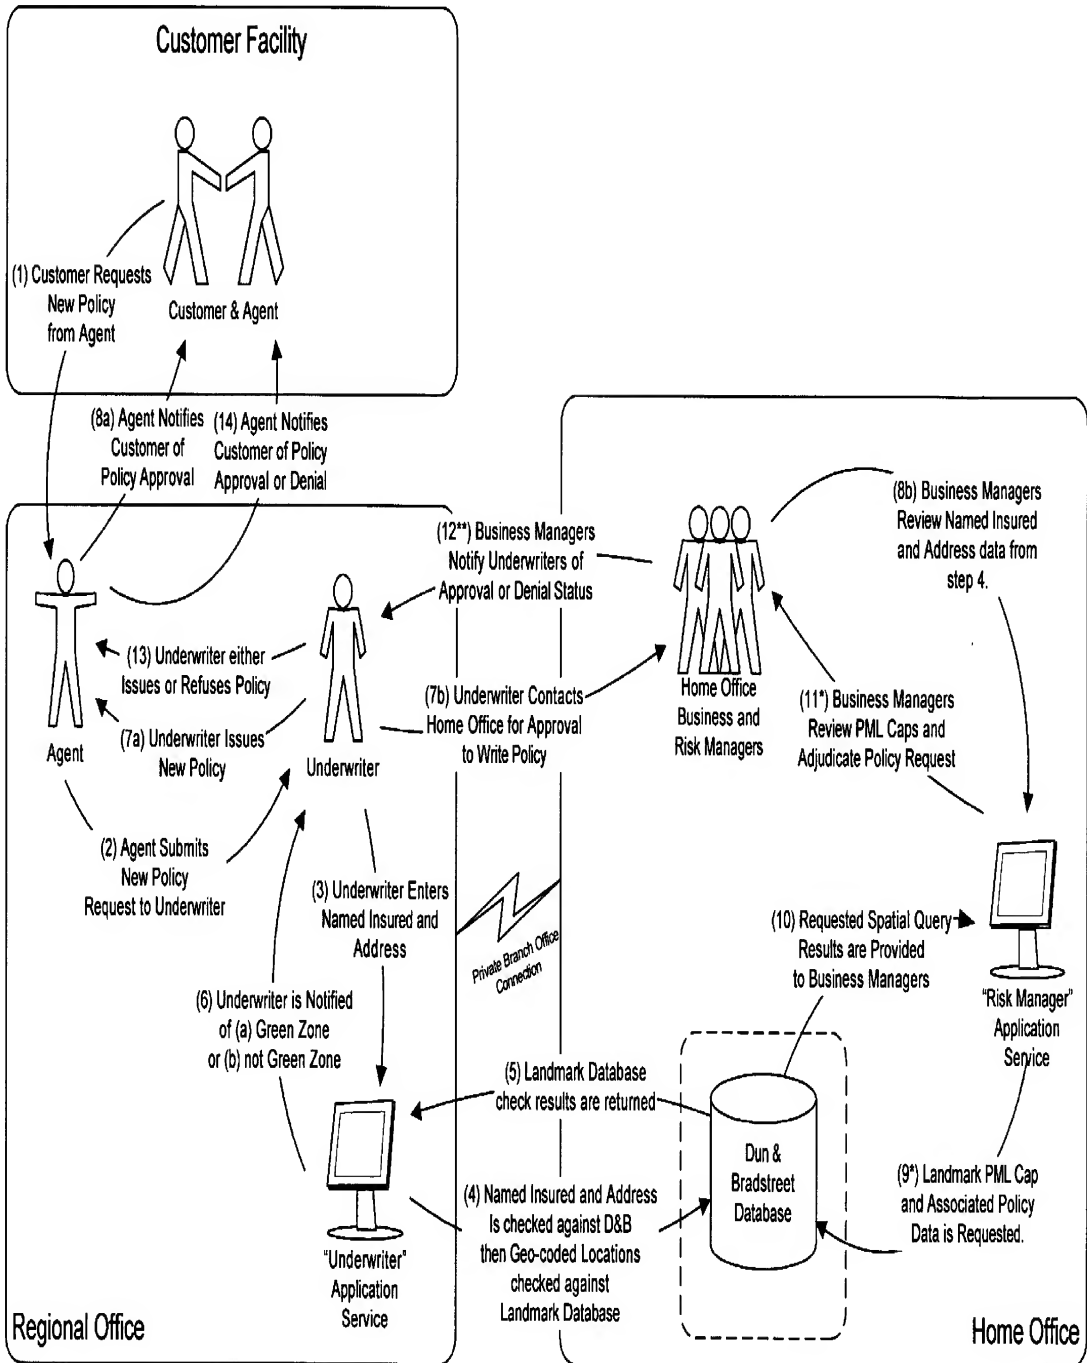 Customer Facility
(1) Customer Requests
New Policy
from Agent
Customer & Agent
(8a) Agent Notifies
Customer of
Policy Approval
(14) Agent Notifies
Customer of Policy
Approval or Denial
(12**) Business Managers
Notify Underwriters of
Approval or Denial Status
(8b) Business Managers
Review Named Insured
and Address data from
step 4.
(13) Underwriter either
Issues or Refuses Policy
(7a) Underwriter Issues
New Policy
Agent
Underwriter
(7b) Underwriter Contacts
Home Office for Approval
to Write Policy
Home Office
Business and
Risk Managers
(11*) Business Managers
Review PML Caps and
Adjudicate Policy Request
(2) Agent Submits
New Policy
Request to Underwriter
(3) Underwriter Enters
Named Insured and
Address
Private Branch Office
Connection
(10) Requested Spatial Query
Results are Provided
to Business Managers
"Risk Manager"
Application
Service
(6) Underwriter is Notified
of (a) Green Zone
or (b) not Green Zone
(5) Landmark Database
check results are returned
Dun &
Bradstreet
Database
(9*) Landmark PML Cap
and Associated Policy
Data is Requested.
(4) Named Insured and Address
Is checked against D&B
then Geo-coded Locations
checked against
Landmark Database
"Underwriter"
Application
Service
Regional Office
Home Office